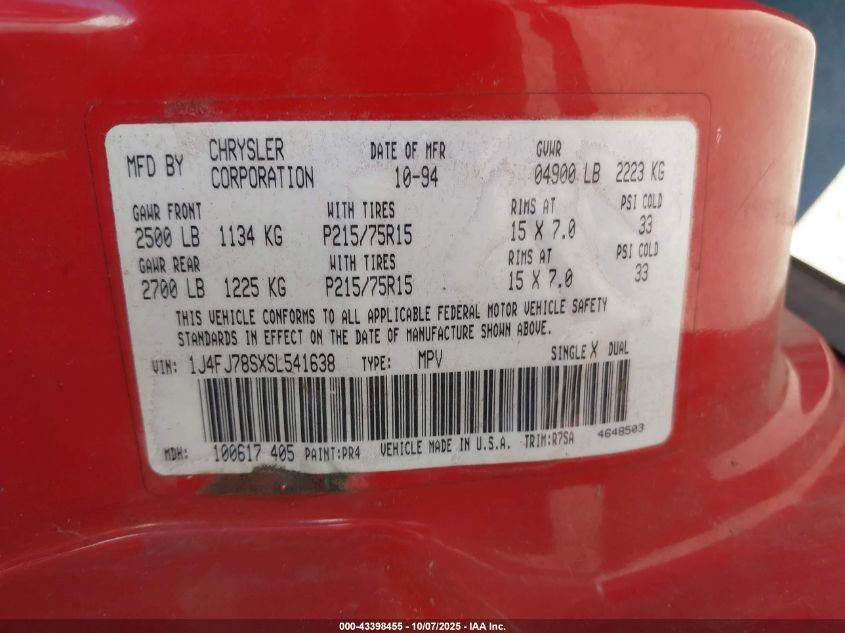 MFD BY CHRYSLER CORPORATION DATE OF MFR 10-94 GVWR 04900 LB 2223 KG
GAWR FRONT WITH TIRES RIMS AT PSI COLD
2500 LB 1134 KG P215/75R15 15 X 7.0 33
GAWR REAR WITH TIRES RIMS AT PSI COLD
2700 LB 1225 KG P215/75R15 15 X 7.0 33
THIS VEHICLE CONFORMS TO ALL APPLICABLE FEDERAL MOTOR VEHICLE SAFETY
STANDARDS IN EFFECT ON THE DATE OF MANUFACTURE SHOWN ABOVE.
VIN: 1J4FJ78SXSL541638 TYPE: MPV SINGLE X DUAL
MDH: 100617 405 PAINT:PR4 VEHICLE MADE IN U.S.A. TRIM:R7SA 4648503
000-43398455 - 10/07/2025 - IAA Inc.